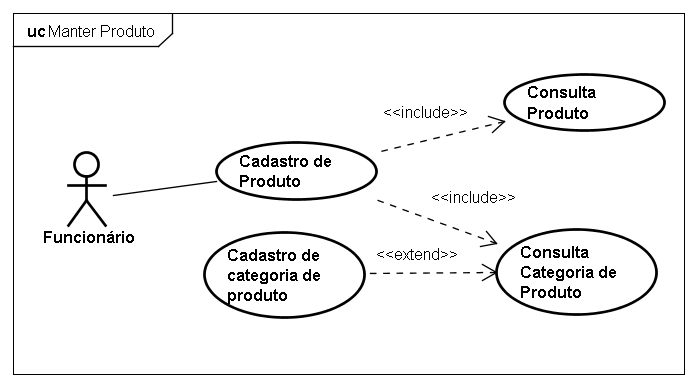 uc Manter Produto
Consulta
Produto
<<include>>
Cadastro de
Produto
<<include>>
Funcionário
Cadastro de
categoria de
produto
<<extend>>
Consulta
Categoria de
Produto